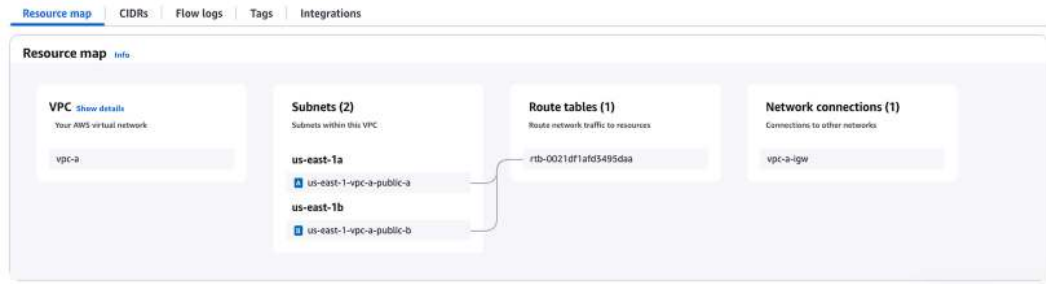 Resource map CIDRs Flow logs Tags Integrations
Resource map Info
VPC Show details
Your AWS virtual network
vpc-a
Subnets (2)
Subnets within this VPC
us-east-1a
A us-east-1-vpc-a-public-a
us-east-1b
B us-east-1-vpc-a-public-b
Route tables (1)
Route network traffic to resources
rtb-0021df1afd3495daa
Network connections (1)
Connections to other networks
vpc-a-igw